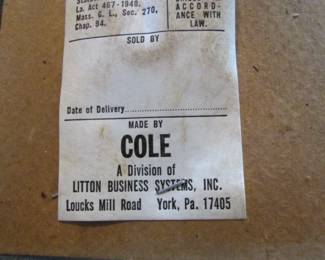 La. Act 467-1948,
Mass. G. L., Sec. 270,
Chap. 94.
ACCORD-
ANCE WITH
LAW.
SOLD BY
Date of Delivery
MADE BY
COLE
A Division of
LITTON BUSINESS SYSTEMS, INC.
Loucks Mill Road York, Pa. 17405